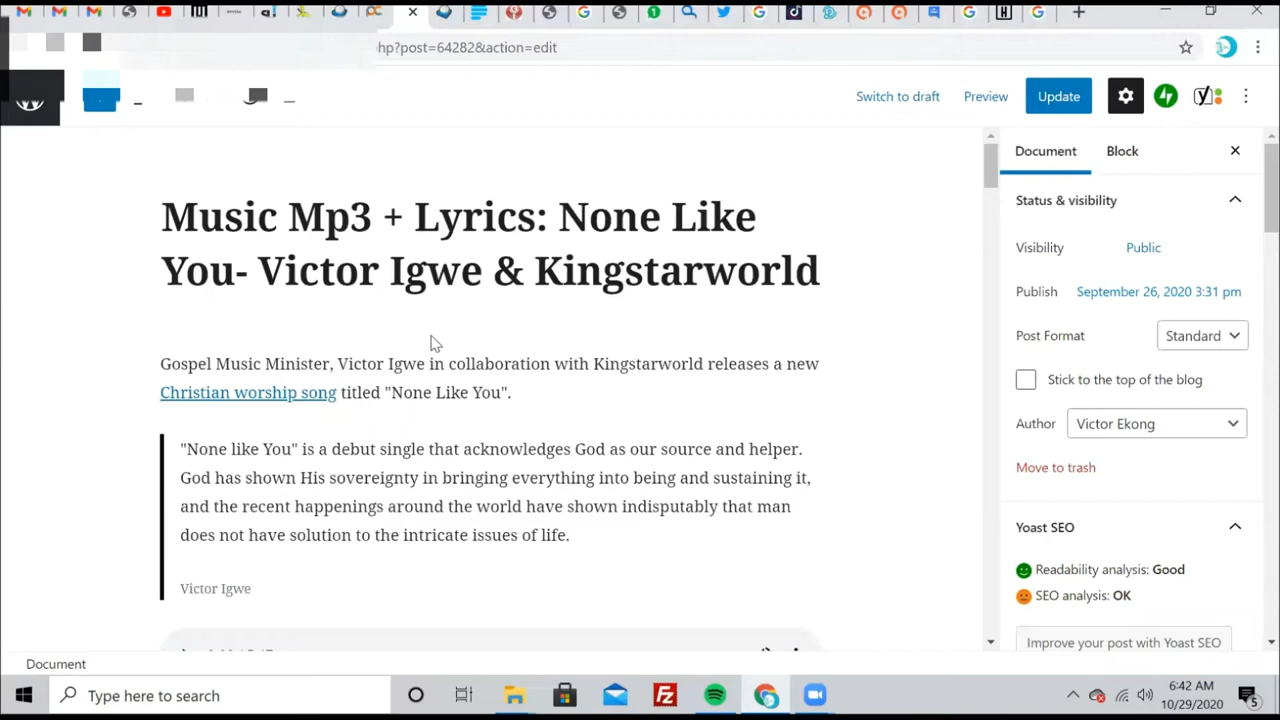 hp?post=64282&action=edit
Switch to draft
Preview
Update
Document
Block
Status & visibility
Visibility
Public
Publish
September 26, 2020 3:31 pm
Post Format
Standard
Stick to the top of the blog
Author
Victor Ekong
Move to trash
Yoast SEO
Readability analysis: Good
SEO analysis: OK
Improve your post with Yoast SEO
Music Mp3 + Lyrics: None Like
You- Victor Igwe & Kingstarworld
Gospel Music Minister, Victor Igwe in collaboration with Kingstarworld releases a new
Christian worship song titled "None Like You".
"None like You" is a debut single that acknowledges God as our source and helper.
God has shown His sovereignty in bringing everything into being and sustaining it,
and the recent happenings around the world have shown indisputably that man
does not have solution to the intricate issues of life.
Victor Igwe
Document
Type here to search
6:42 AM
10/29/2020
5